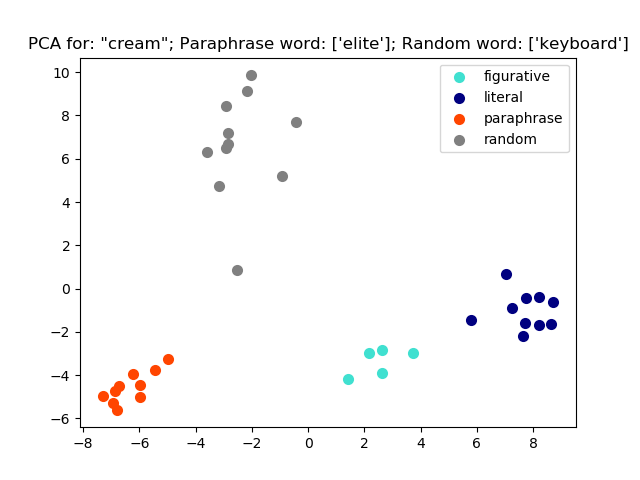 PCA for: "cream"; Paraphrase word: ['elite']; Random word: ['keyboard']
figurative
literal
paraphrase
random
10
8
6
4
2
0
−2
−4
−6
−8 −6 −4 −2 0 2 4 6 8